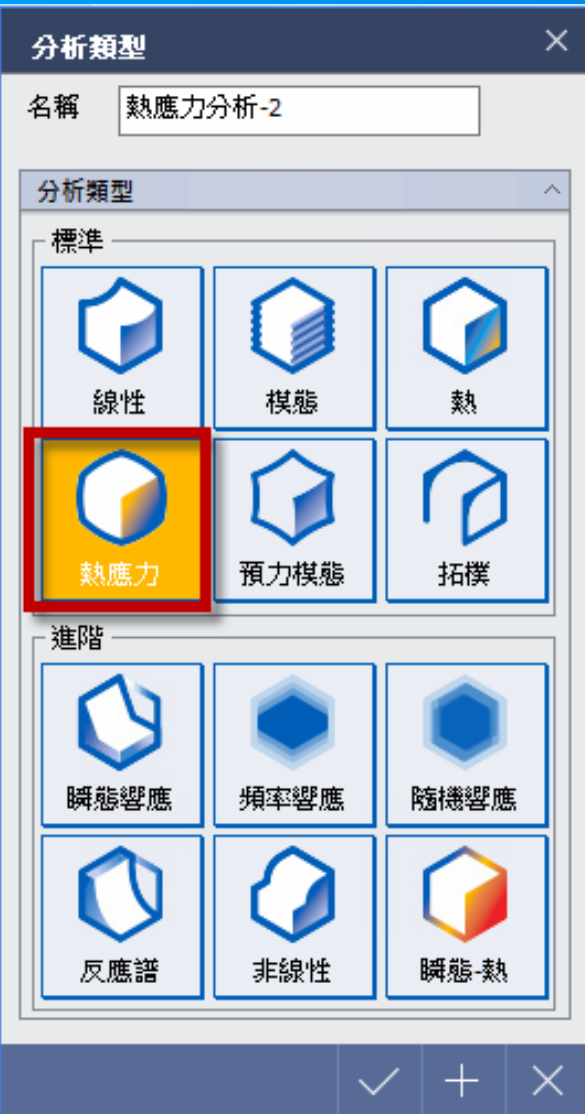 分析類型
名稱 熱應力分析-2
分析類型
標準
線性 模態 熱
熱應力 預力模態 拓樸
進階
瞬態響應 頻率響應 隨機響應
反應譜 非線性 瞬態-熱